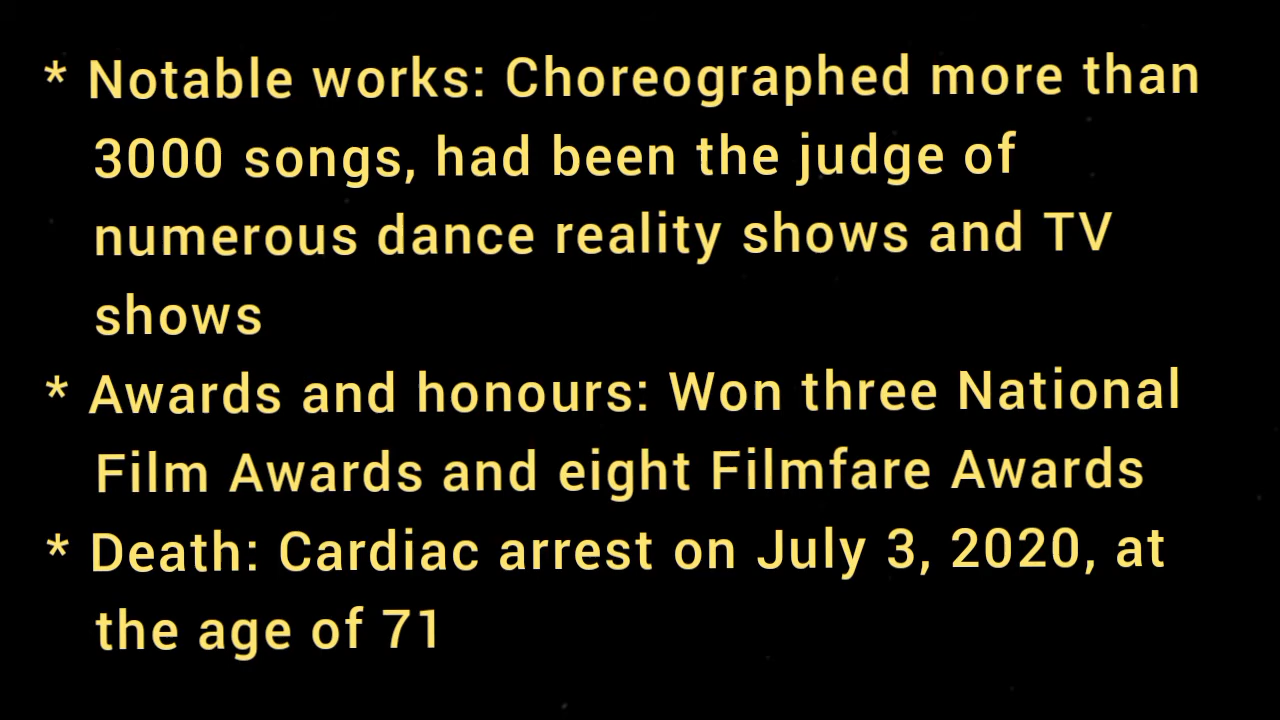 * Notable works: Choreographed more than
3000 songs, had been the judge of
numerous dance reality shows and TV
shows
* Awards and honours: Won three National
Film Awards and eight Filmfare Awards
* Death: Cardiac arrest on July 3, 2020, at
the age of 71